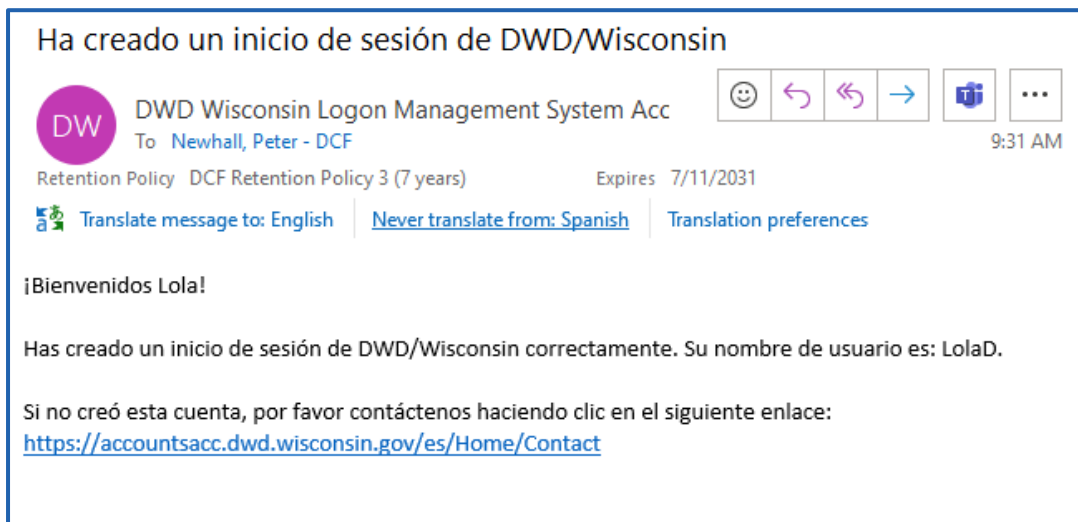 Ha creado un inicio de sesión de DWD/Wisconsin
DW
DWD Wisconsin Logon Management System Acc
To Newhall, Peter - DCF
9:31 AM
Retention Policy DCF Retention Policy 3 (7 years) Expires 7/11/2031
Translate message to: English Never translate from: Spanish Translation preferences
¡Bienvenidos Lola!
Has creado un inicio de sesión de DWD/Wisconsin correctamente. Su nombre de usuario es: LolaD.
Si no creó esta cuenta, por favor contáctenos haciendo clic en el siguiente enlace:
https://accountsacc.dwd.wisconsin.gov/es/Home/Contact